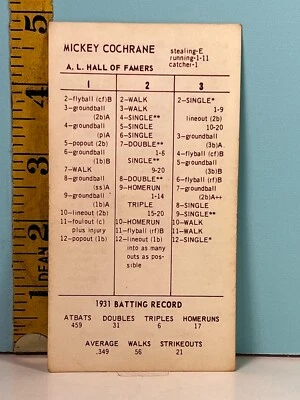 MICKEY COCHRANE
stealing-E
running-1-11
catcher-1
A. L. HALL OF FAMERS
1
2-flyball (cf)B
3-groundball
(2b)A
4-groundball
(p)A
5-popout (2b)
6-groundball
(1b)B
7-WALK
8-groundball
(ss)A
9-groundball
(1b)A
10-lineout (2b)
11-foulout (c)
plus injury
12-popout (1b)
2
2-WALK
3-WALK
4-SINGLE**
5-SINGLE**
6-SINGLE
7-DOUBLE**
1-6
SINGLE**
9-20
8-DOUBLE**
9-HOMERUN
1-14
TRIPLE
15-20
10-HOMERUN
11-flyball (rf)B
12-lineout (1b)
into as many
outs as pos-
sible
3
2-SINGLE*
1-9
lineout (2b)
10-20
3-groundball
(3b)A
4-SINGLE
5-groundball
(3b)A
6-flyball (rf)B
7-groundball
(2b)A++
8-SINGLE
9-SINGLE*
10-WALK
11-WALK
12-SINGLE*
1931 BATTING RECORD
ATBATS DOUBLES TRIPLES HOMERUNS
459 31 6 17
AVERAGE WALKS STRIKEOUTS
.349 56 21
DEAN
1
2
3
4
5